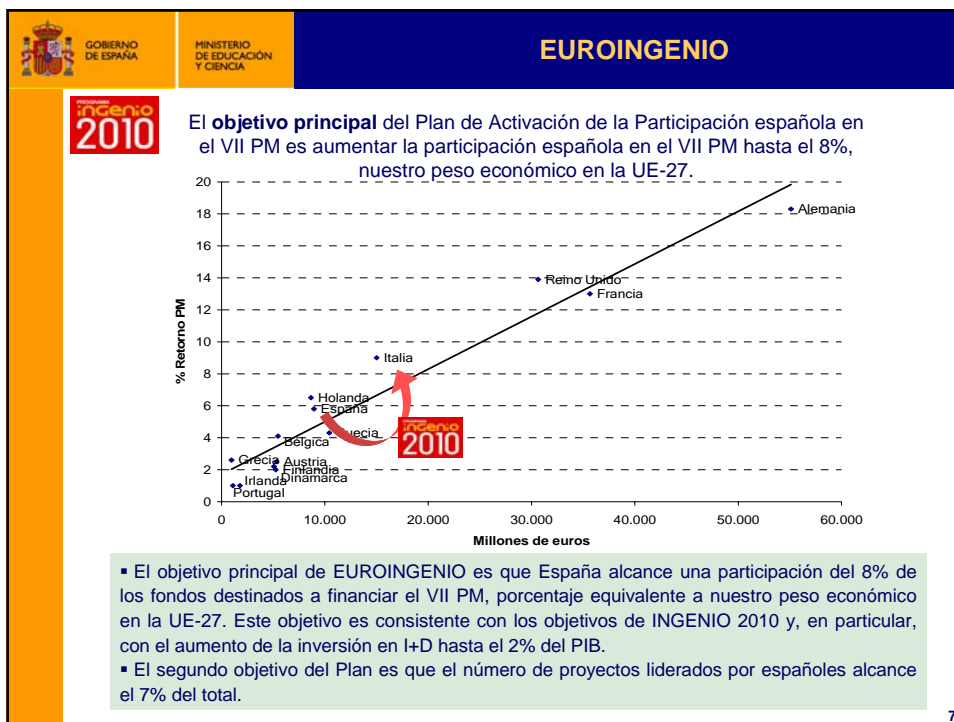 GOBIERNO
DE ESPAÑA
MINISTERIO
DE EDUCACIÓN
Y CIENCIA
EUROINGENIO
PROGRAMA
ingenio
2010
El objetivo principal del Plan de Activación de la Participación española en
el VII PM es aumentar la participación española en el VII PM hasta el 8%,
nuestro peso económico en la UE-27.
% Retorno PM
20
18
16
14
12
10
8
6
4
2
0
Alemania
Reino Unido
Francia
Italia
Holanda
España
uecia
Bélgica
Grecia
Austria
Finlandia
Dinamarca
Irlanda
Portugal
ingenio
2010
0
10.000
20.000
30.000
40.000
50.000
60.000
Millones de euros
▪ El objetivo principal de EUROINGENIO es que España alcance una participación del 8% de
los fondos destinados a financiar el VII PM, porcentaje equivalente a nuestro peso económico
en la UE-27. Este objetivo es consistente con los objetivos de INGENIO 2010 y, en particular,
con el aumento de la inversión en I+D hasta el 2% del PIB.
▪ El segundo objetivo del Plan es que el número de proyectos liderados por españoles alcance
el 7% del total.
7